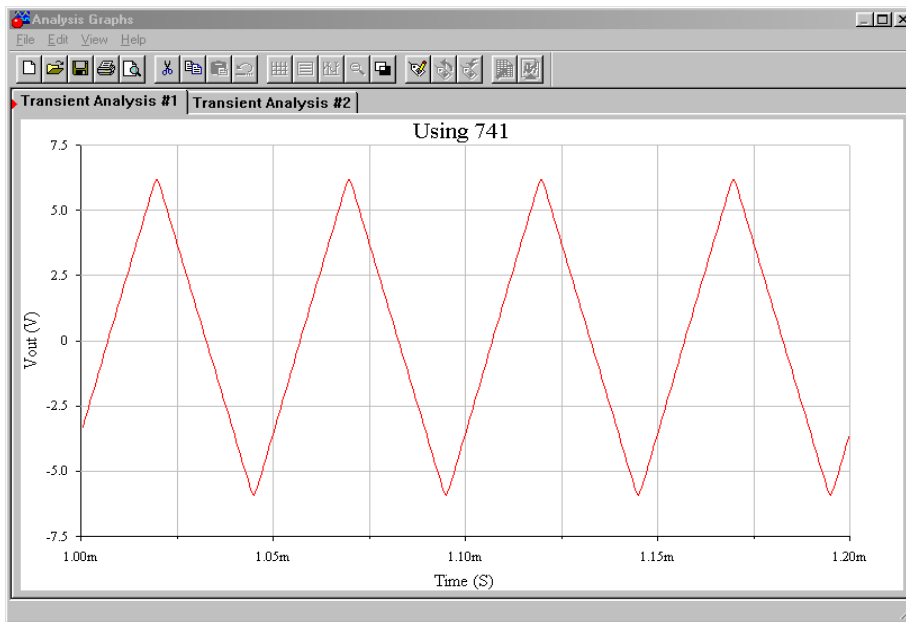 Analysis Graphs
File Edit View Help
Transient Analysis #1 Transient Analysis #2
Using 741
7.5
5.0
2.5
0
-2.5
-5.0
-7.5
Vout (V)
1.00m 1.05m 1.10m 1.15m 1.20m
Time (S)